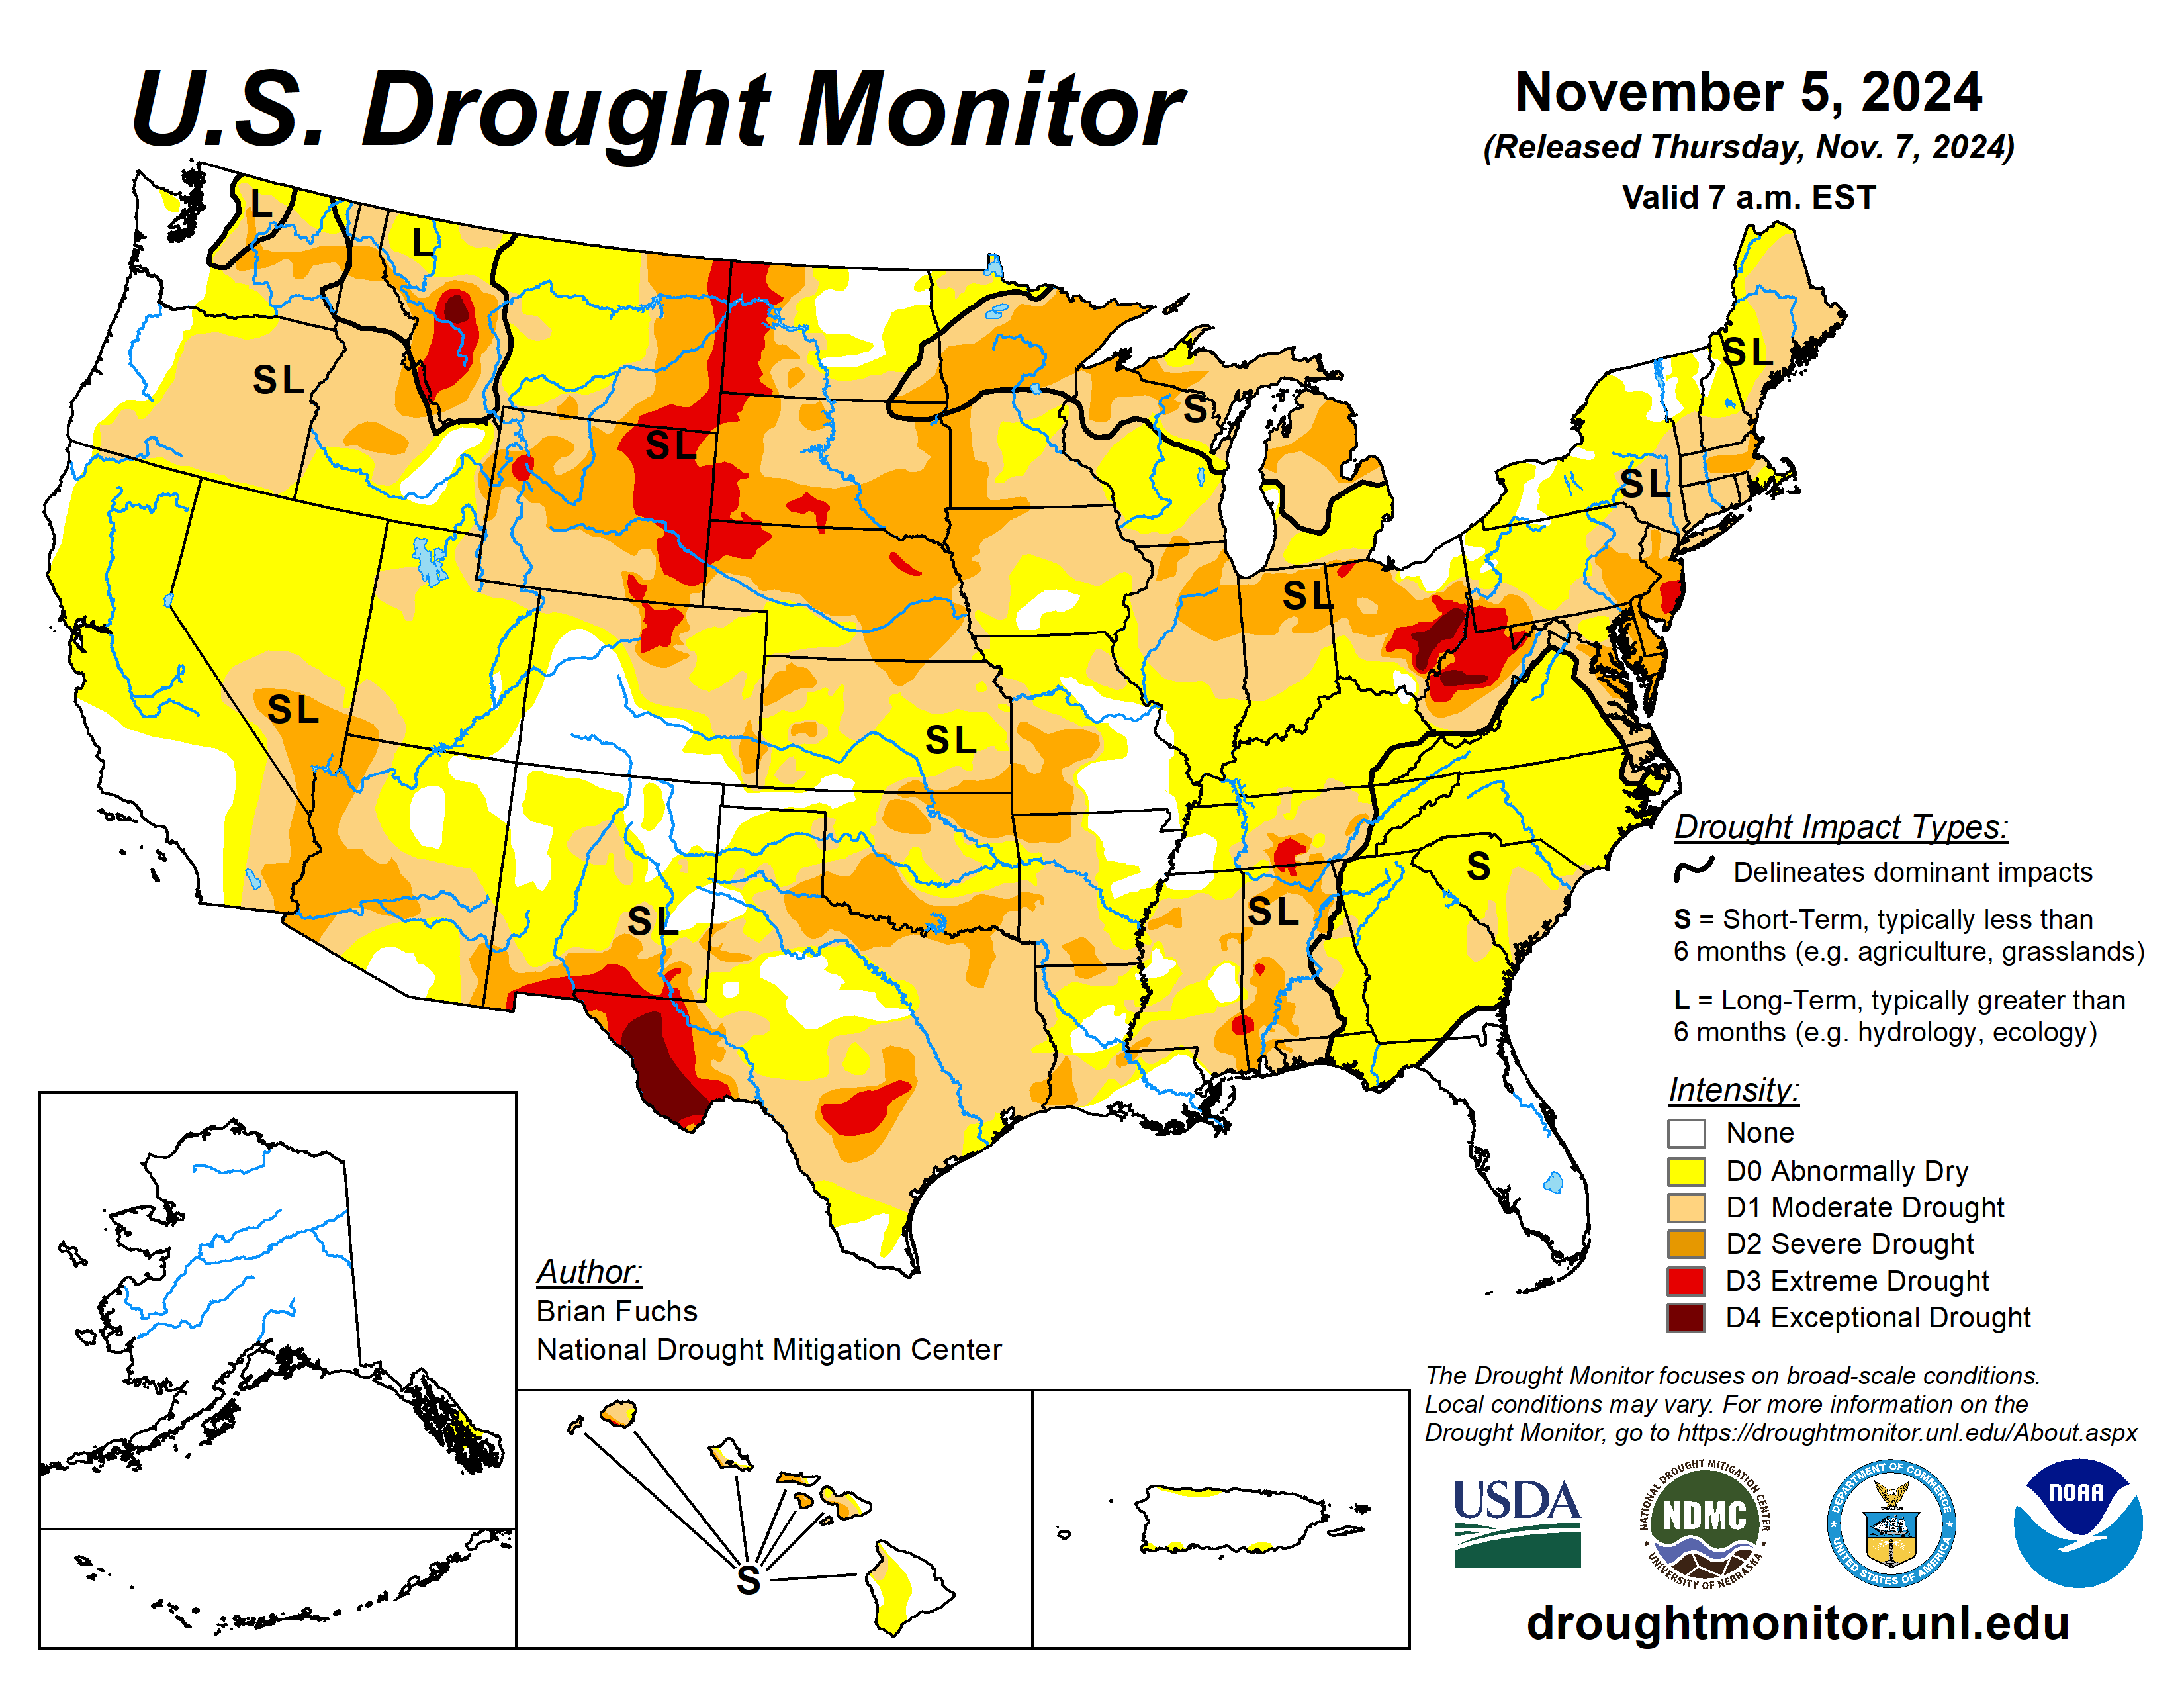 U.S. Drought Monitor
November 5, 2024
(Released Thursday, Nov. 7, 2024)
Valid 7 a.m. EST
L
L
SL
SL
S
SL
SL
SL
SL
SL
SL
S
SL
SL
Drought Impact Types:
Delineates dominant impacts
S = Short-Term, typically less than
6 months (e.g. agriculture, grasslands)
L = Long-Term, typically greater than
6 months (e.g. hydrology, ecology)
Intensity:
None
D0 Abnormally Dry
D1 Moderate Drought
D2 Severe Drought
D3 Extreme Drought
D4 Exceptional Drought
Author:
Brian Fuchs
National Drought Mitigation Center
S
The Drought Monitor focuses on broad-scale conditions.
Local conditions may vary. For more information on the
Drought Monitor, go to https://droughtmonitor.unl.edu/About.aspx
USDA
NATIONAL DROUGHT MITIGATION CENTER
NDMC
UNIVERSITY OF NEBRASKA
DEPARTMENT OF COMMERCE
UNITED STATES OF AMERICA
NOAA
droughtmonitor.unl.edu